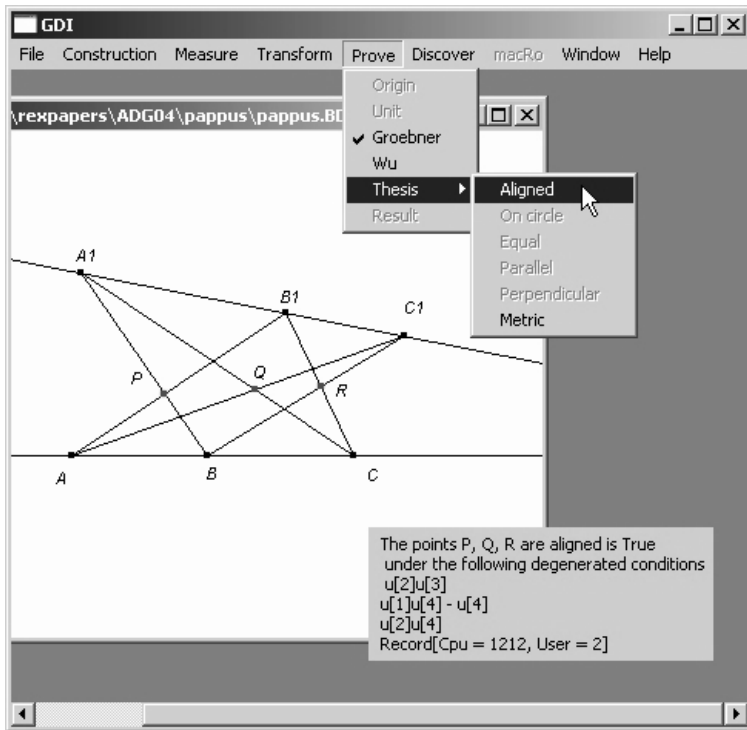 GDI
File Construction Measure Transform Prove Discover macRo Window Help
\rexpapers\ADG04\pappus\pappus.BD
Origin
Unit
Groebner
Wu
Thesis
Result
Aligned
On circle
Equal
Parallel
Perpendicular
Metric
A1
B1
C1
P
Q
R
A
B
C
The points P, Q, R are aligned is True
under the following degenerated conditions
u[2]u[3]
u[1]u[4] - u[4]
u[2]u[4]
Record[Cpu = 1212, User = 2]